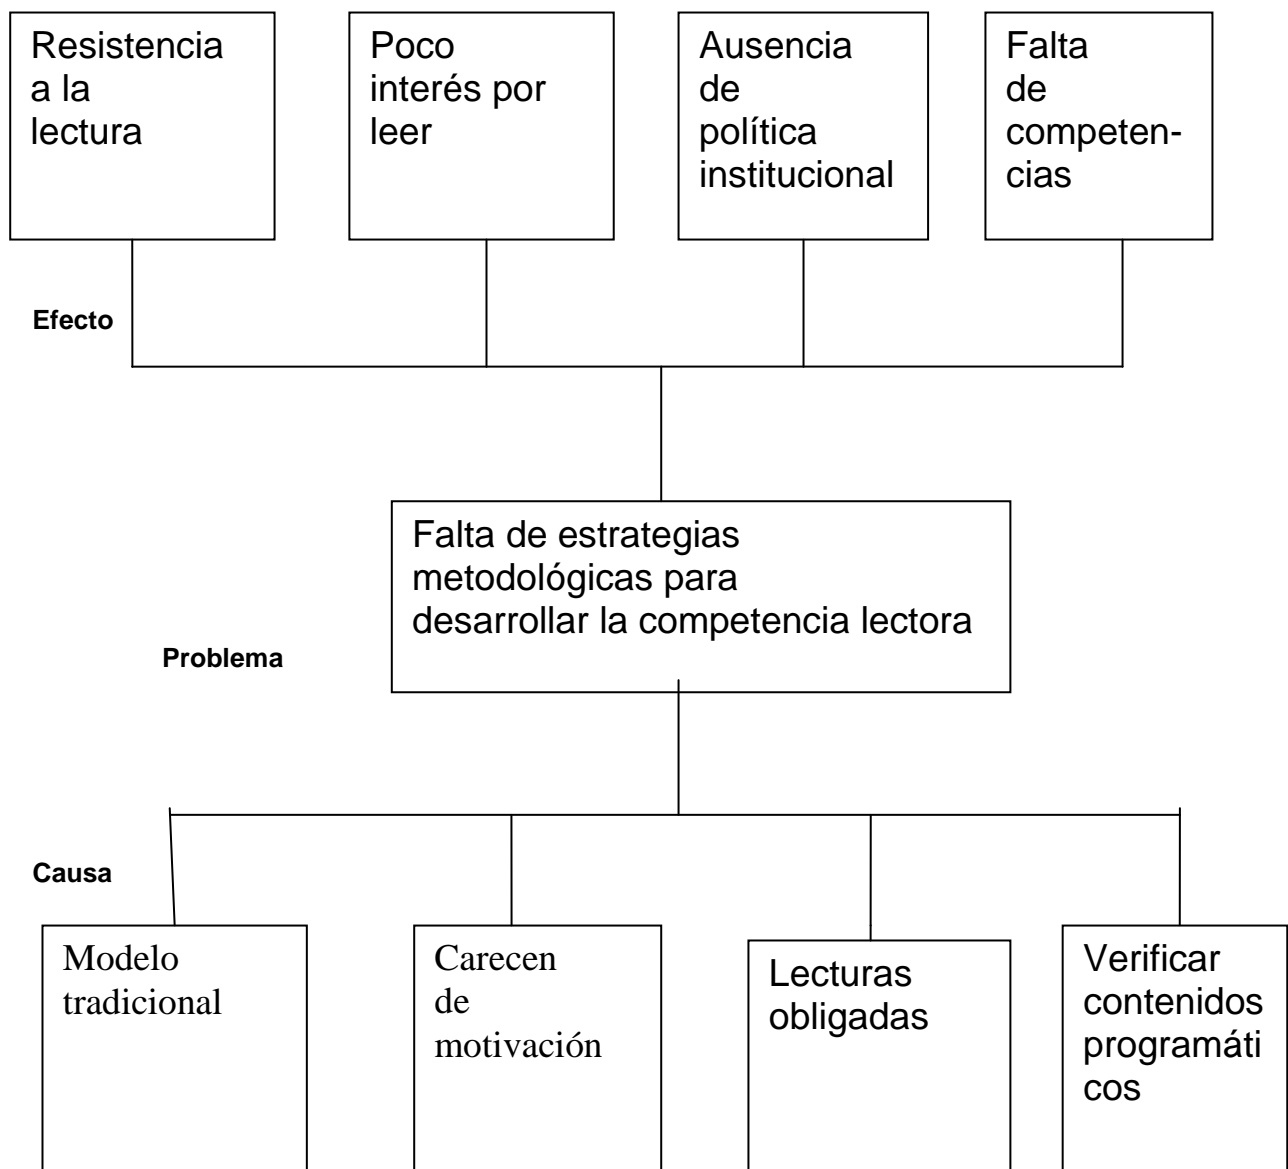 Resistencia
a la
lectura
Poco
interés por
leer
Ausencia
de
política
institucional
Falta
de
competen-
cias
Efecto
Falta de estrategias
metodológicas para
desarrollar la competencia lectora
Problema
Causa
Modelo
tradicional
Carecen
de
motivación
Lecturas
obligadas
Verificar
contenidos
programáti
cos